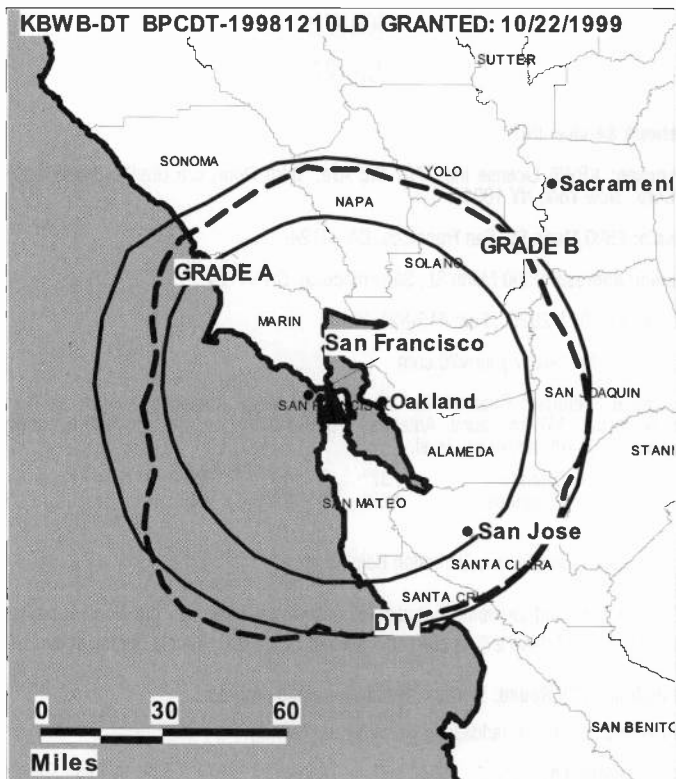 KBWB-DT BPCDT-19981210LD GRANTED: 10/22/1999
SUTTER
SONOMA
YOLO
NAPA
Sacrament
GRADE B
SOLANO
GRADE A
MARIN
San Francisco
SAN JOAQUIN
Oakland
ALAMEDA
STANI
SAN MATEO
San Jose
SANTA CLARA
SANTA CRU
DTV
0 30 60
Miles
SAN BENITO